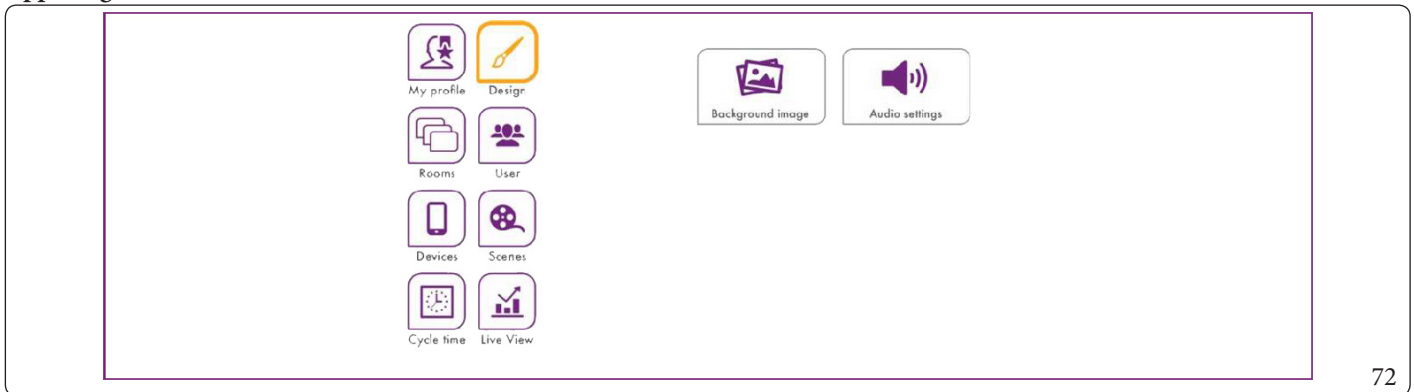 My profile Design
Background image Audio settings
Rooms User
Devices Scenes
Cycle time Live View
72